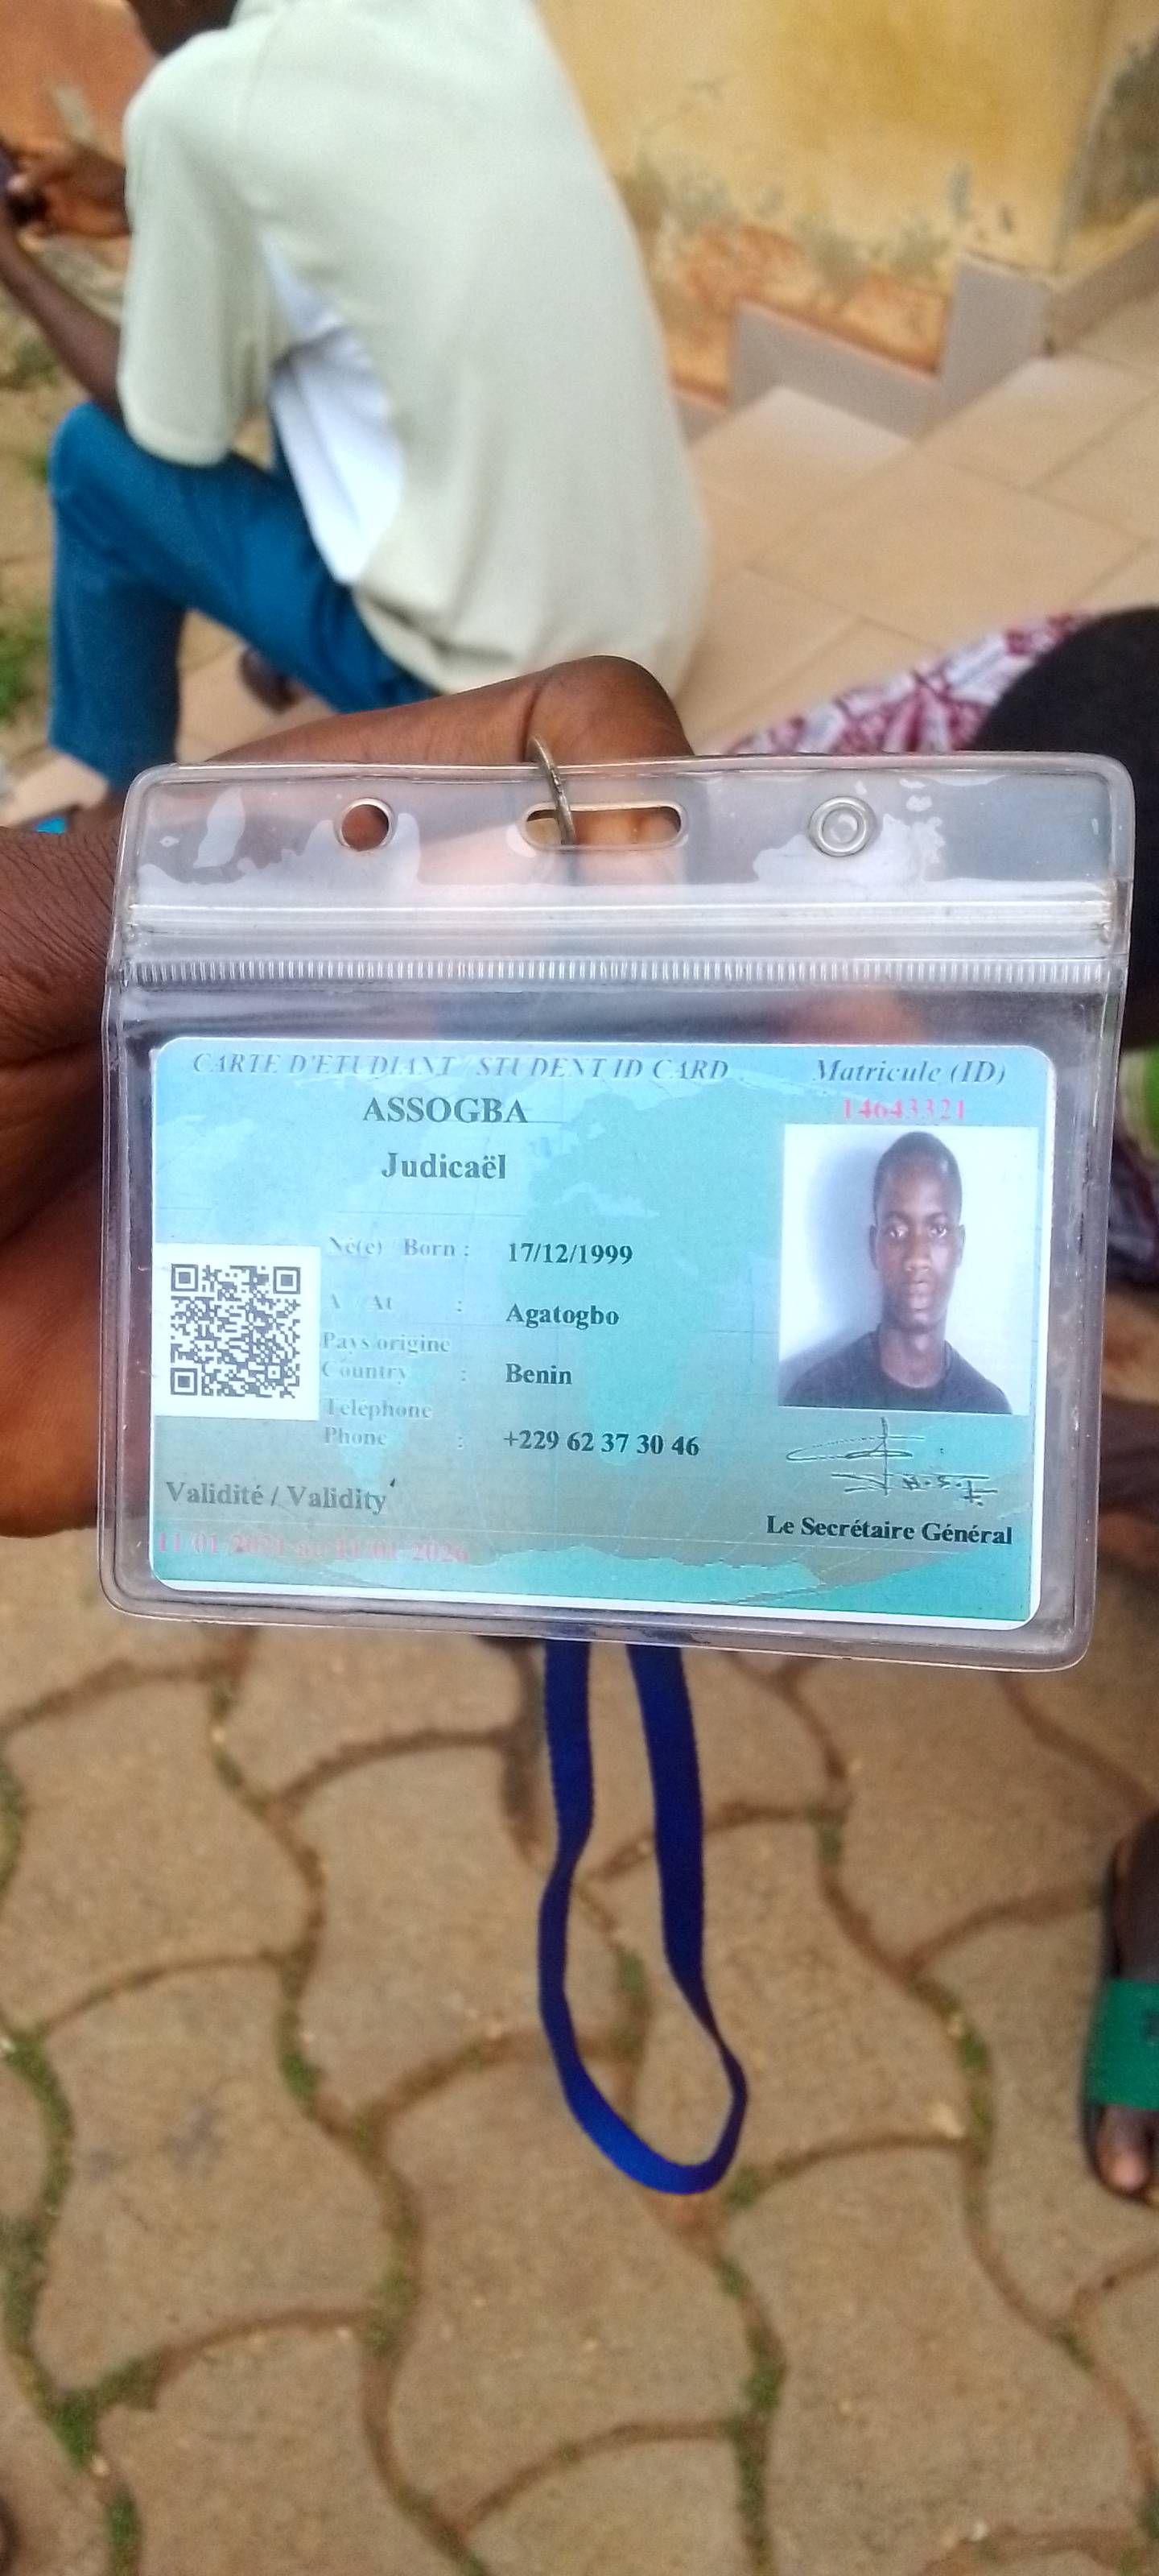 CARTE D'ETUDIANT / STUDENT ID CARD
Matricule (ID)
14643321
ASSOGBA
Judicaël
Né(e) / Born : 17/12/1999
A / At : Agatogbo
Pays origine
Country : Benin
Téléphone
Phone : +229 62 37 30 46
Validité / Validity
11/01/2021 au 11/01/2026
Le Secrétaire Général